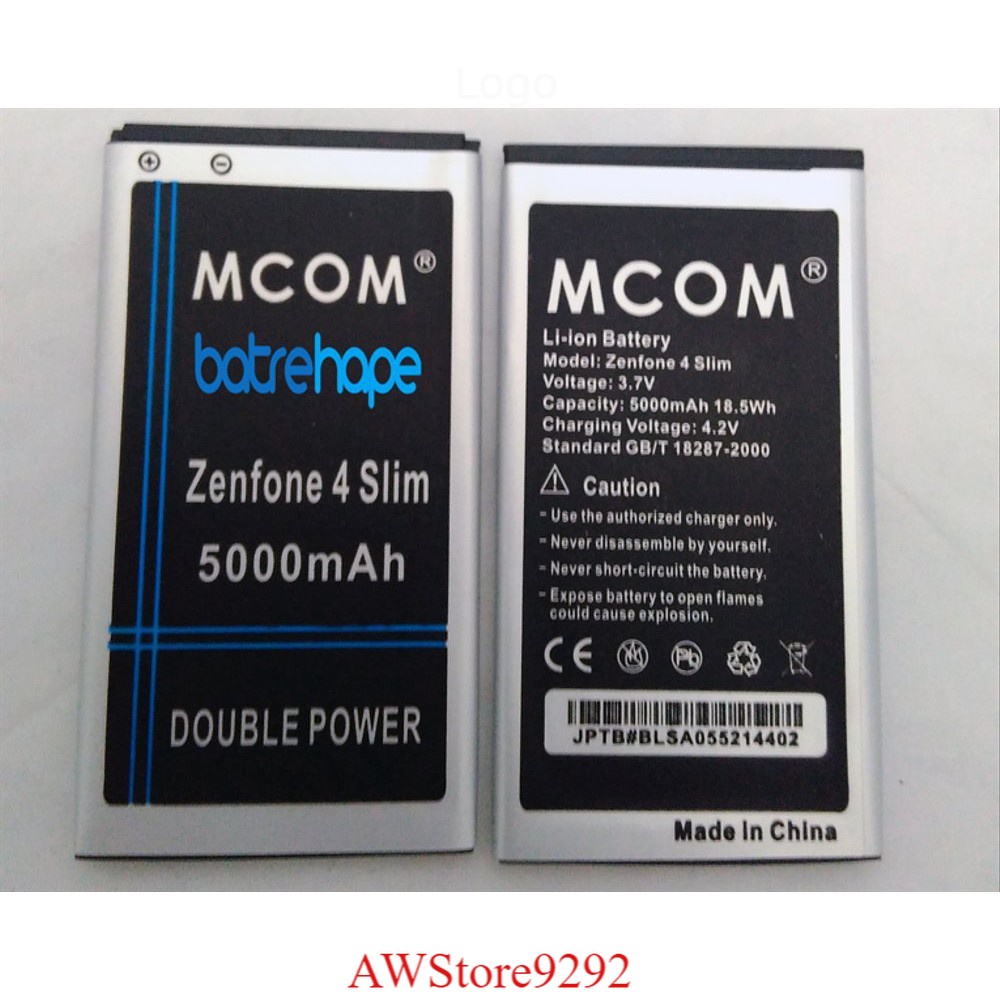 Logo
MCOM®
batrehape
Zenfone 4 Slim
5000mAh
DOUBLE POWER
MCOM®
Li-ion Battery
Model: Zenfone 4 Slim
Voltage: 3.7V
Capacity: 5000mAh 18.5Wh
Charging Voltage: 4.2V
Standard GB/T 18287-2000
Caution
- Use the authorized charger only.
- Never disassemble by yourself.
- Never short-circuit the battery.
- Expose battery to open flames
could cause explosion.
CE
Pb
JPTB#BLSA055214402
Made in China
AWStore9292